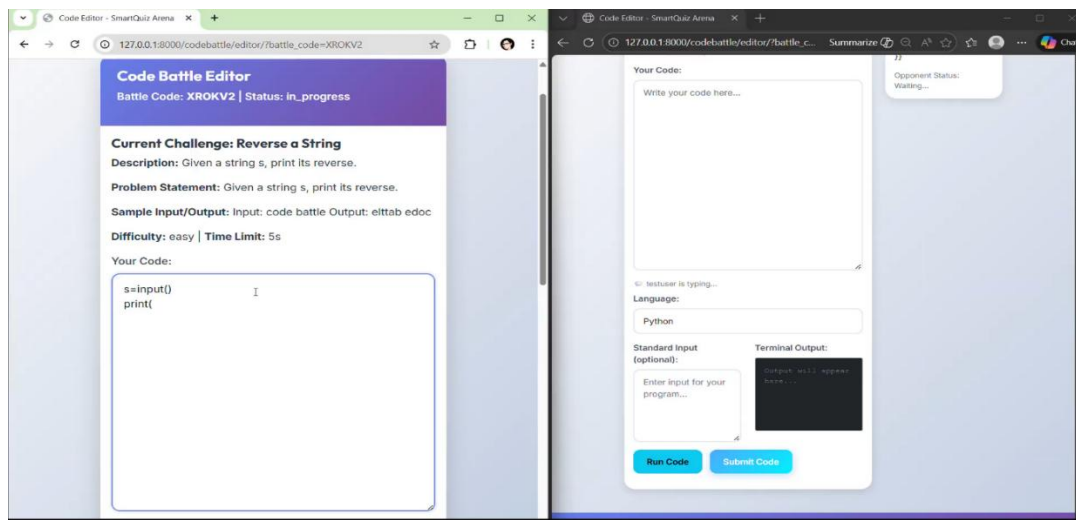 Code Editor - SmartQuiz Arena
127.0.0.1:8000/codebattle/editor/?battle_code=XROKV2
Code Battle Editor
Battle Code: XROKV2 | Status: in_progress
Current Challenge: Reverse a String
Description: Given a string s, print its reverse.
Problem Statement: Given a string s, print its reverse.
Sample Input/Output: Input: code battle Output: elttab edoc
Difficulty: easy | Time Limit: 5s
Your Code:
s=input()
print(
Code Editor - SmartQuiz Arena
127.0.0.1:8000/codebattle/editor/?battle_c... Summarize
Cha
Your Code:
Write your code here...
}}
Opponent Status:
Waiting...
testuser is typing...
Language:
Python
Standard Input
(optional):
Enter input for your
program...
Terminal Output:
Output will appear
here...
Run Code
Submit Code